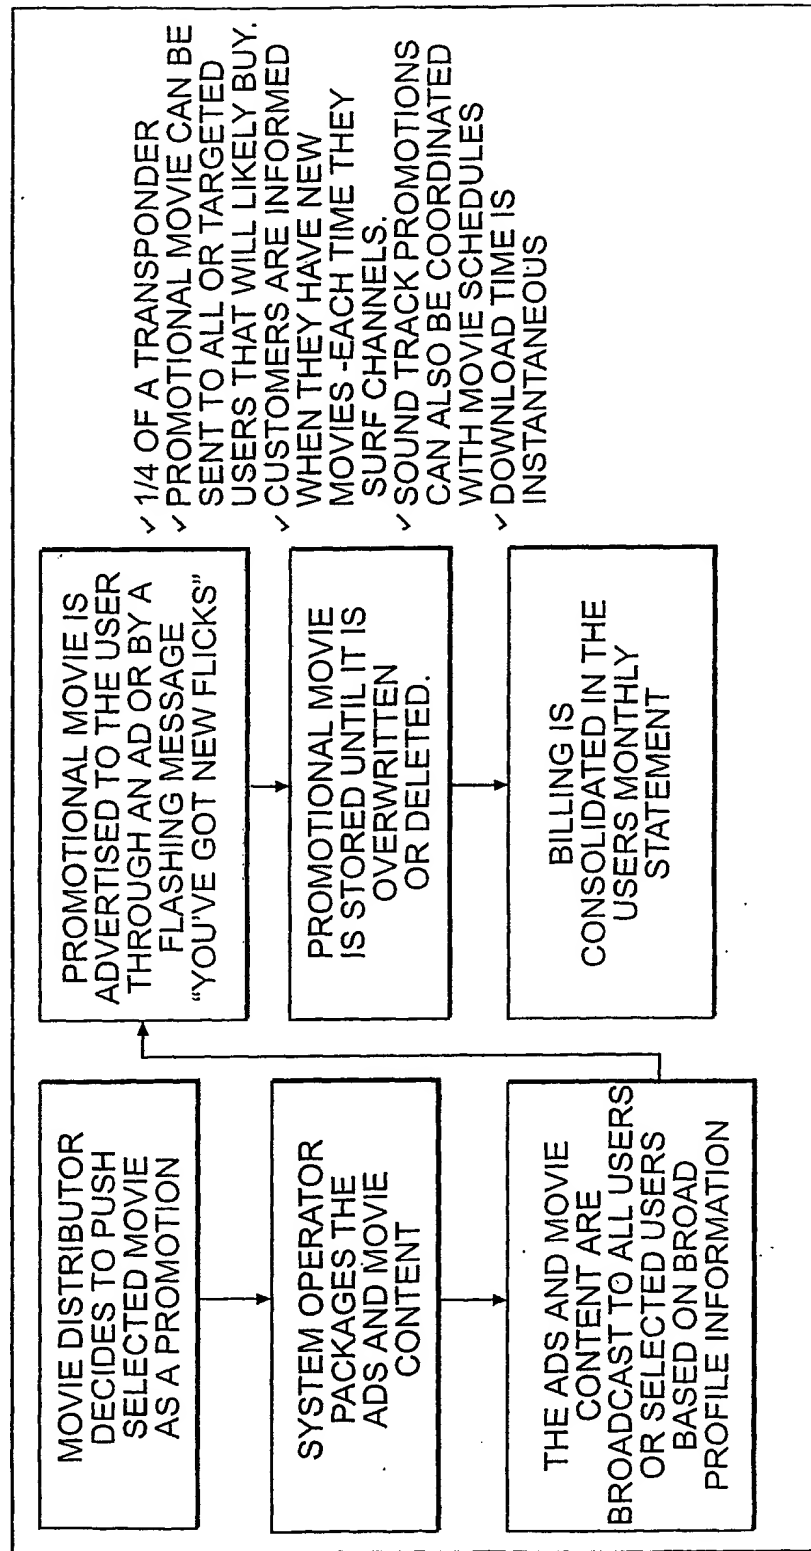 MOVIE DISTRIBUTOR
DECIDES TO PUSH
SELECTED MOVIE
AS A PROMOTION
SYSTEM OPERATOR
PACKAGES THE
ADS AND MOVIE
CONTENT
THE ADS AND MOVIE
CONTENT ARE
BROADCAST TO ALL USERS
OR SELECTED USERS
BASED ON BROAD
PROFILE INFORMATION
PROMOTIONAL MOVIE IS
ADVERTISED TO THE USER
THROUGH AN AD OR BY A
FLASHING MESSAGE
“YOU’VE GOT NEW FLICKS”
PROMOTIONAL MOVIE
IS STORED UNTIL IT IS
OVERWRITTEN
OR DELETED.
BILLING IS
CONSOLIDATED IN THE
USERS MONTHLY
STATEMENT
✓ 1/4 OF A TRANSPONDER
✓ PROMOTIONAL MOVIE CAN BE
SENT TO ALL OR TARGETED
USERS THAT WILL LIKELY BUY.
✓ CUSTOMERS ARE INFORMED
WHEN THEY HAVE NEW
MOVIES -EACH TIME THEY
SURF CHANNELS.
✓ SOUND TRACK PROMOTIONS
CAN ALSO BE COORDINATED
WITH MOVIE SCHEDULES
✓ DOWNLOAD TIME IS
INSTANTANEOUS